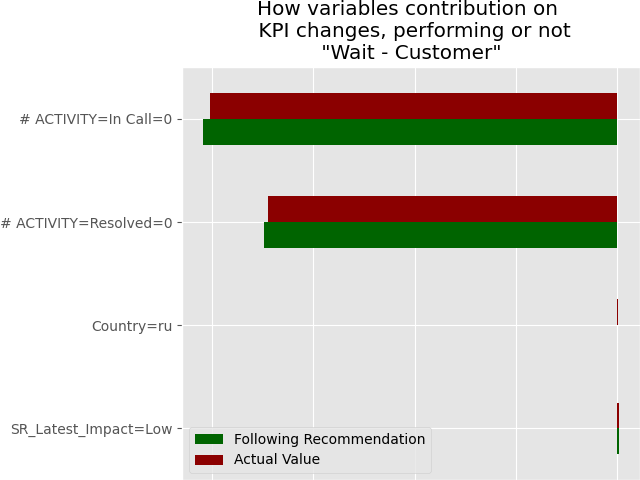 How variables contribution on
KPI changes, performing or not
"Wait - Customer"
# ACTIVITY=In Call=0
# ACTIVITY=Resolved=0
Country=ru
SR_Latest_Impact=Low
Following Recommendation
Actual Value